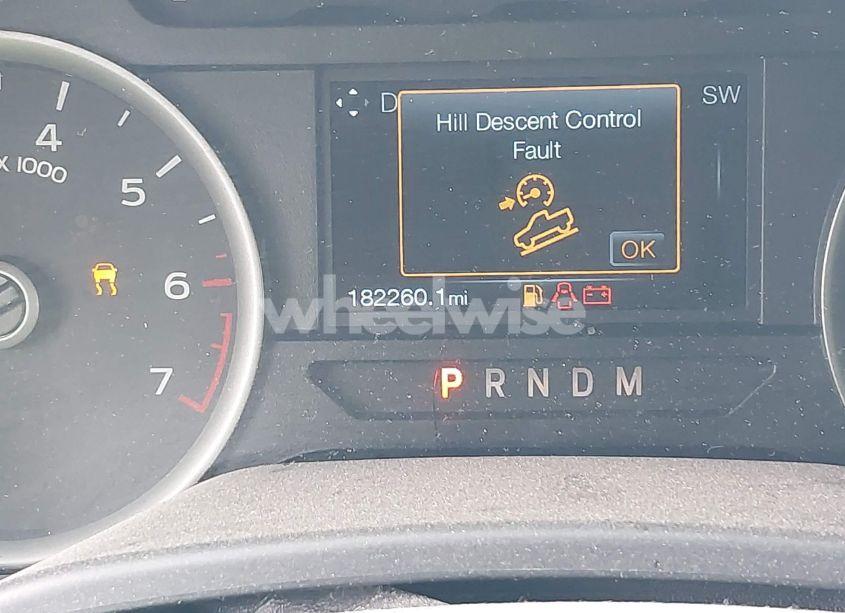 4
X 1000
5
6
7
D
SW
Hill Descent Control
Fault
OK
182260.1mi
wheelwise
P R N D M